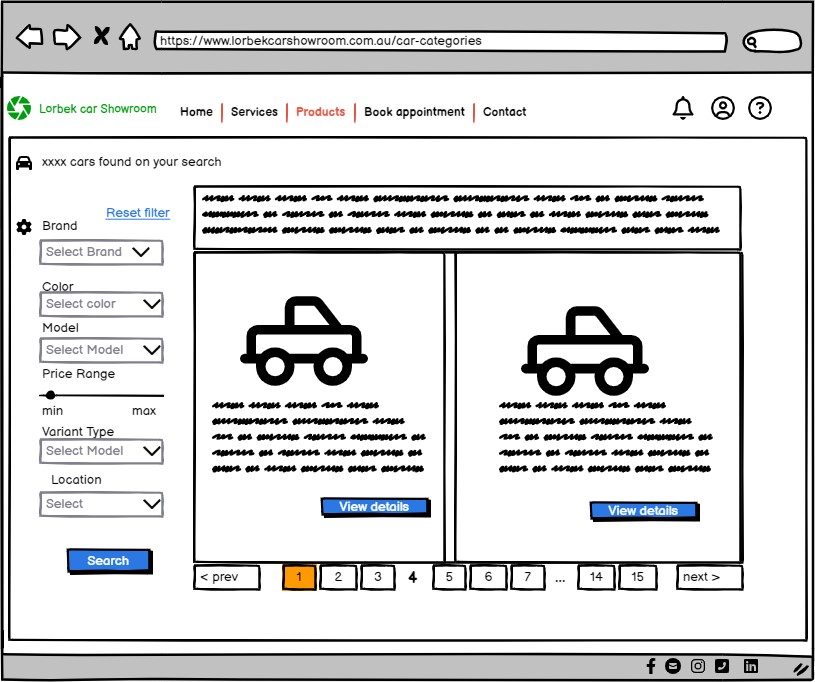 https://www.lorbekcarshowroom.com.au/car-categories
Lorbek car Showroom
Home Services Products Book appointment Contact
xxxx cars found on your search
Reset filter
Brand
Select Brand
Color
Select color
Model
Select Model
Price Range
min max
Variant Type
Select Model
Location
Select
Search
View details
View details
< prev 1 2 3 4 5 6 7 ... 14 15 next >